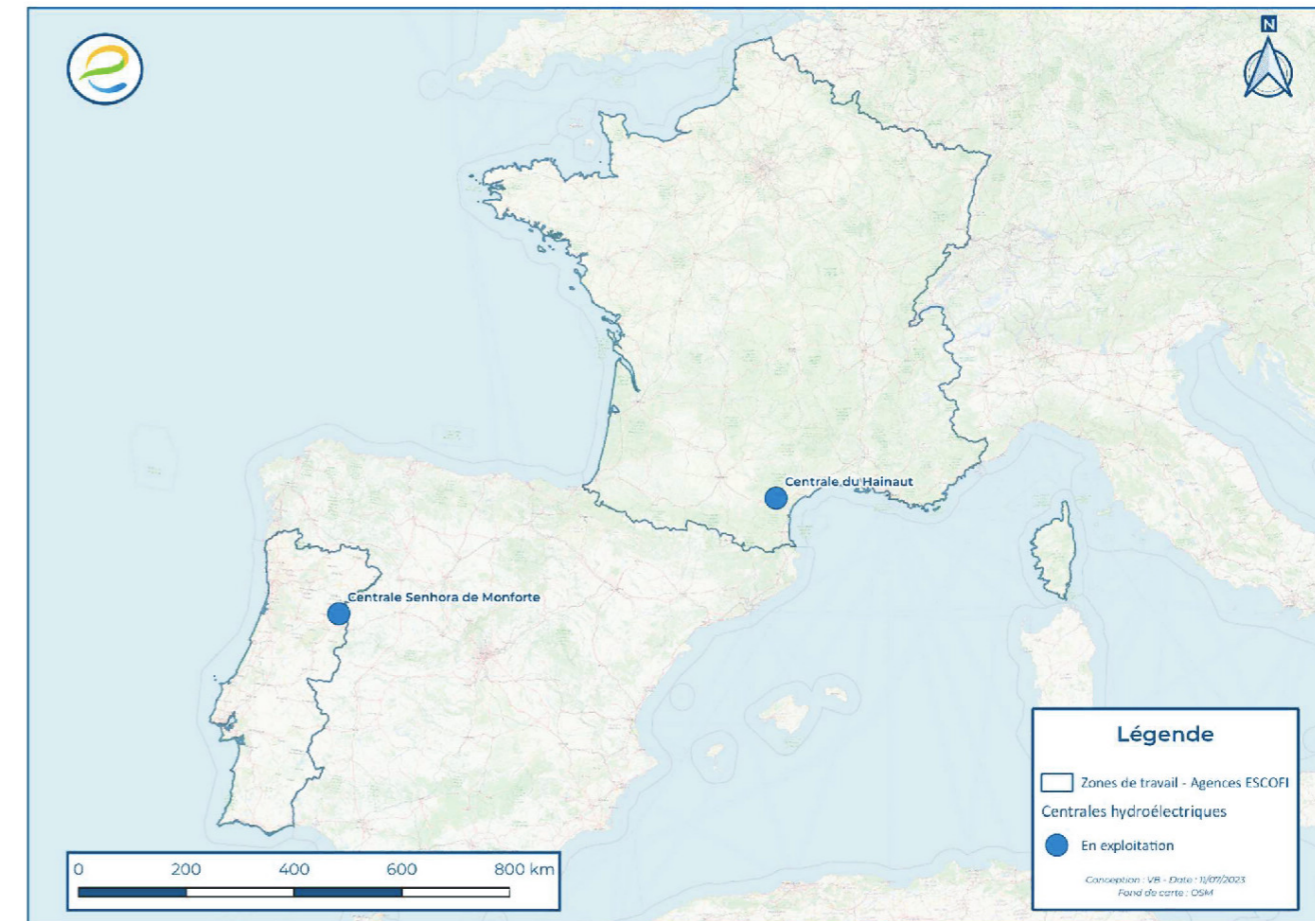 N
Centrale du Hainaut
Centrale Senhora de Monforte
Légende
Zones de travail - Agences ESCOFI
Centrales hydroélectriques
En exploitation
Conception : VB - Date : 11/07/2023
Fond de carte : OSM
0 200 400 600 800 km